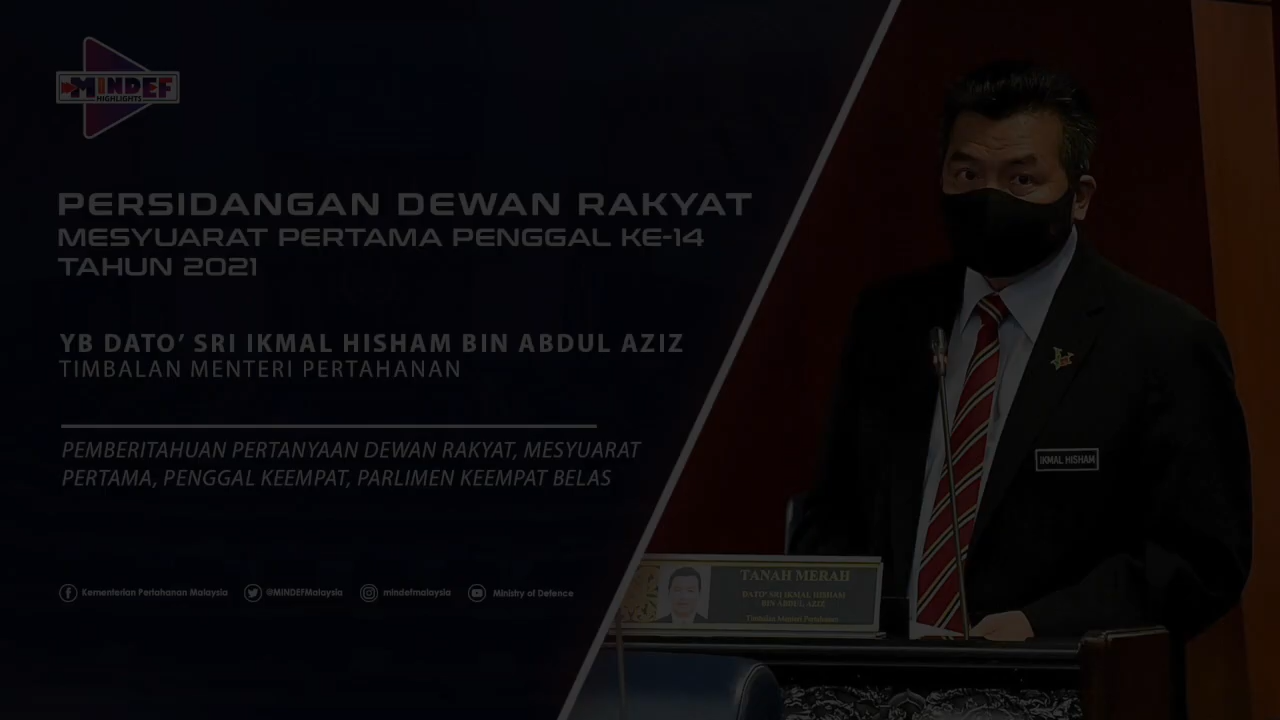 MINDEF
HIGHLIGHTS
PERSIDANGAN DEWAN RAKYAT
MESYUARAT PERTAMA PENGGAL KE-14
TAHUN 2021
YB DATO’ SRI IKMAL HISHAM BIN ABDUL AZIZ
TIMBALAN MENTERI PERTAHANAN
PEMBERITAHUAN PERTANYAAN DEWAN RAKYAT, MESYUARAT
PERTAMA, PENGGAL KEEMPAT, PARLIMEN KEEMPAT BELAS
Kementerian Pertahanan Malaysia @MINDEFMalaysia mindefmalaysia Ministry of Defence
IKMAL HISHAM
TANAH MERAH
DATO' SRI IKMAL HISHAM
BIN ABDUL AZIZ
Timbalan Menteri Pertahanan